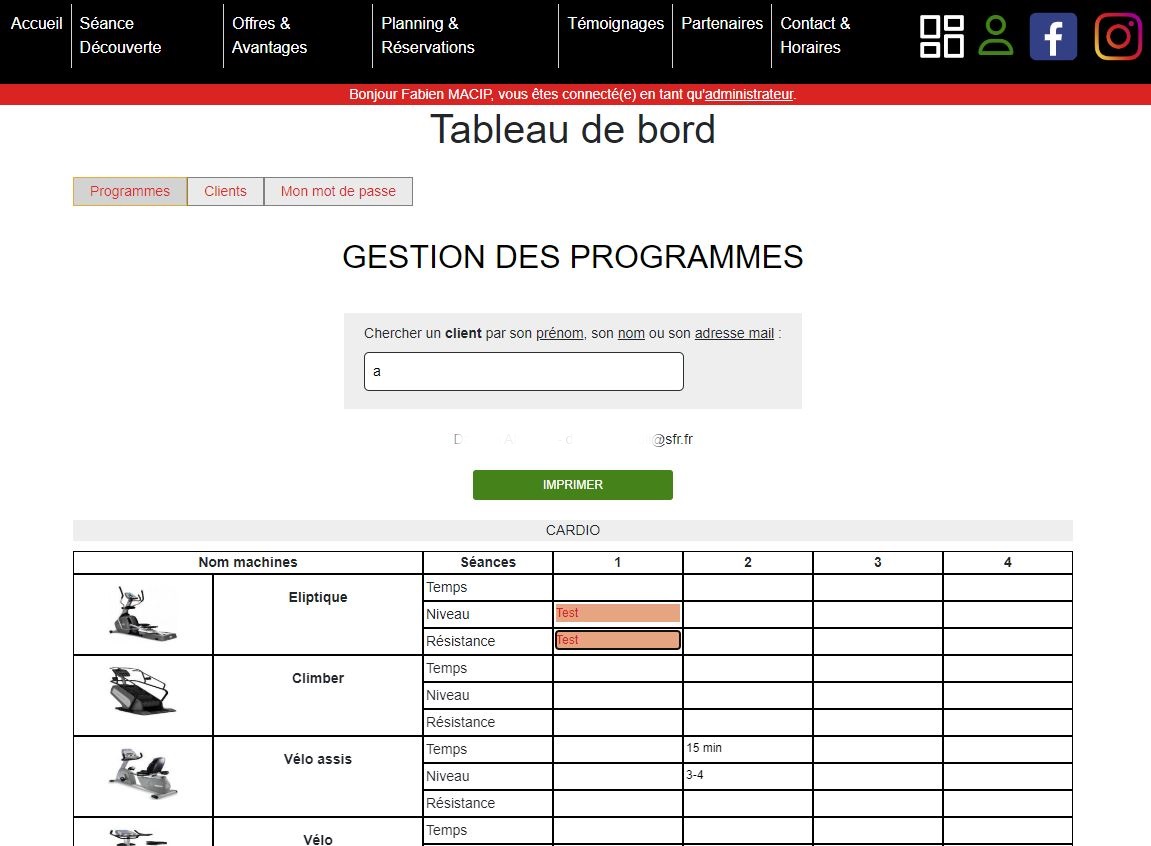 Accueil
Séance
Découverte
Offres &
Avantages
Planning &
Réservations
Témoignages
Partenaires
Contact &
Horaires
Bonjour Fabien MACIP, vous êtes connecté(e) en tant qu'administrateur.
Tableau de bord
Programmes
Clients
Mon mot de passe
GESTION DES PROGRAMMES
Chercher un client par son prénom, son nom ou son adresse mail :
a
@sfr.fr
IMPRIMER
CARDIO
Nom machines Séances 1 2 3 4
Eliptique
Temps
Niveau Test
Résistance Test
Climber
Temps
Niveau
Résistance
Vélo assis
Temps 15 min
Niveau 3-4
Résistance
Vélo
Temps